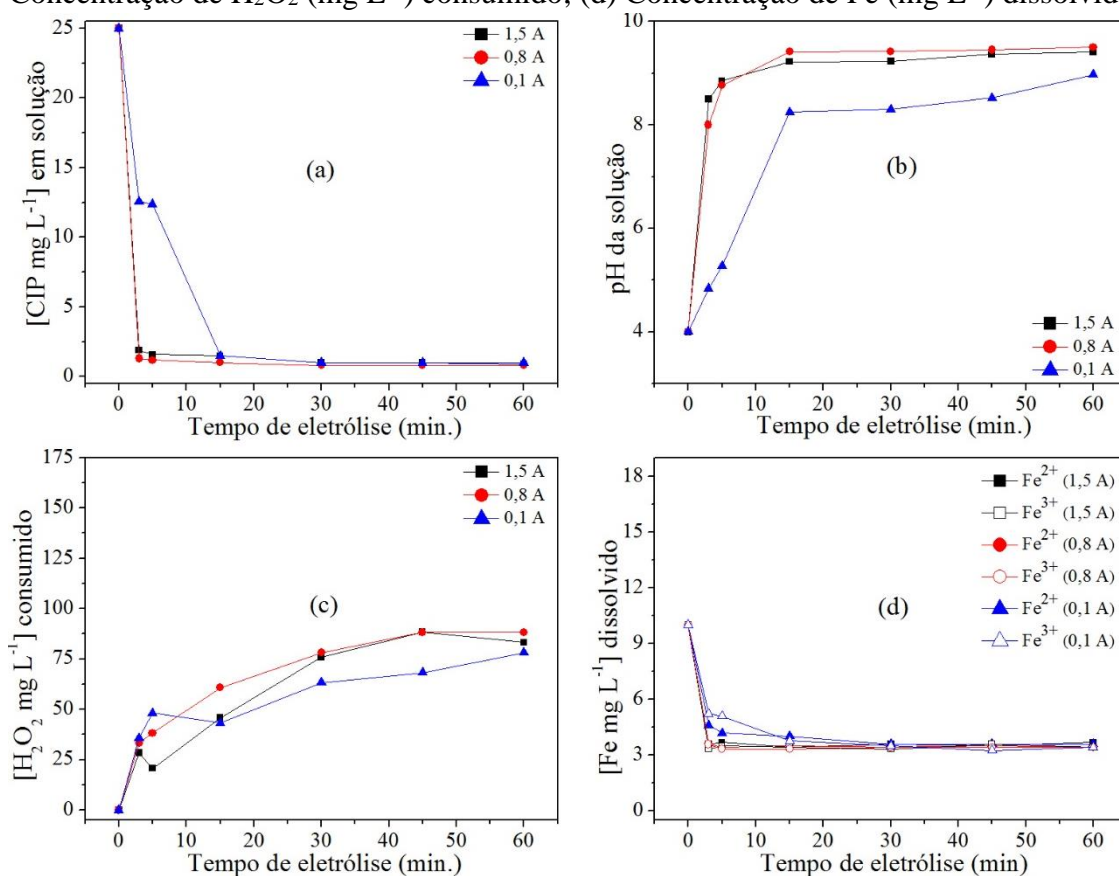 Concentração de H₂O₂ (mg L⁻¹) consumido; (d) Concentração de Fe (mg L⁻¹) dissolvid
25
20
15
10
5
0
[CIP mg L⁻¹] em solução
1,5 A
0,8 A
0,1 A
(a)
0 10 20 30 40 50 60
Tempo de eletrólise (min.)
10
8
6
4
pH da solução
(b)
1,5 A
0,8 A
0,1 A
0 10 20 30 40 50 60
Tempo de eletrólise (min.)
175
150
125
100
75
50
25
0
[H₂O₂ mg L⁻¹] consumido
1,5 A
0,8 A
0,1 A
(c)
0 10 20 30 40 50 60
Tempo de eletrólise (min.)
18
15
12
9
6
3
0
[Fe mg L⁻¹] dissolvido
Fe²⁺ (1,5 A)
Fe³⁺ (1,5 A)
Fe²⁺ (0,8 A)
Fe³⁺ (0,8 A)
Fe²⁺ (0,1 A)
Fe³⁺ (0,1 A)
(d)
0 10 20 30 40 50 60
Tempo de eletrólise (min)